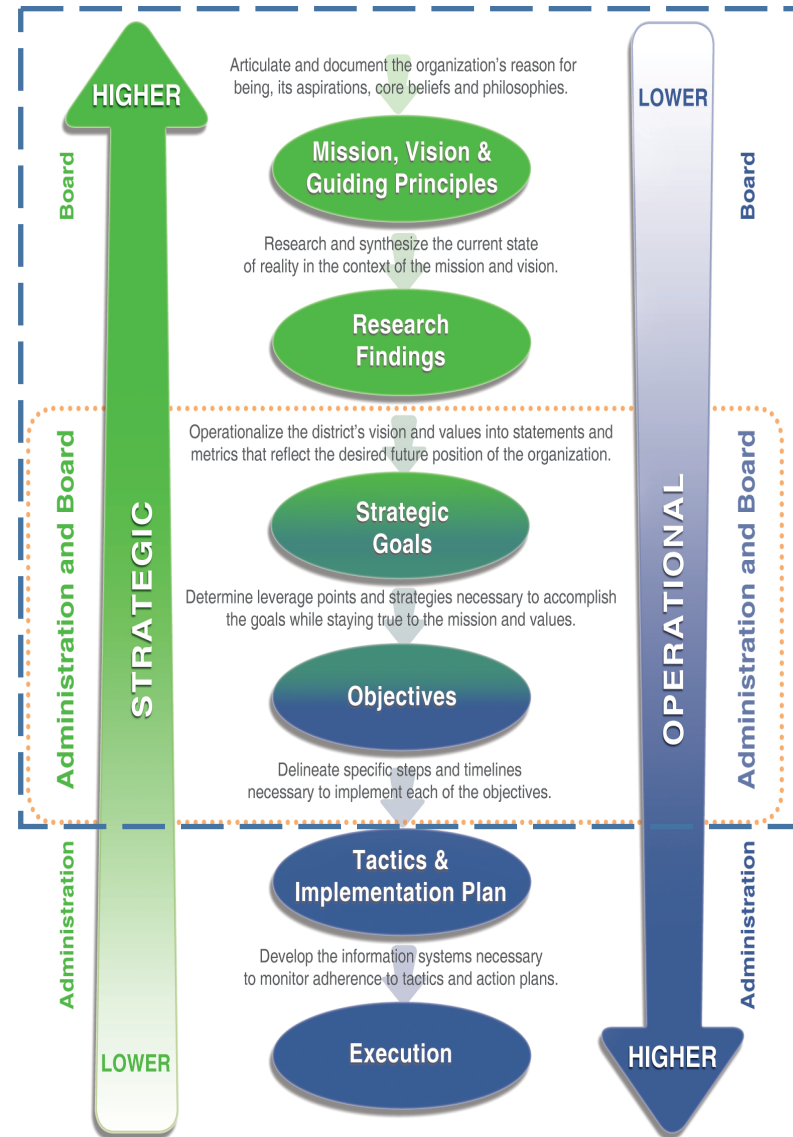 Articulate and document the organization's reason for
being, its aspirations, core beliefs and philosophies.
HIGHER
LOWER
Mission, Vision &
Guiding Principles
Board
Board
Research and synthesize the current state
of reality in the context of the mission and vision.
Research
Findings
Operationalize the district's vision and values into statements and
metrics that reflect the desired future position of the organization.
Strategic
Goals
Administration and Board
STRATEGIC
OPERATIONAL
Administration and Board
Determine leverage points and strategies necessary to accomplish
the goals while staying true to the mission and values.
Objectives
Delineate specific steps and timelines
necessary to implement each of the objectives.
Tactics &
Implementation Plan
Administration
Administration
Develop the information systems necessary
to monitor adherence to tactics and action plans.
Execution
LOWER
HIGHER